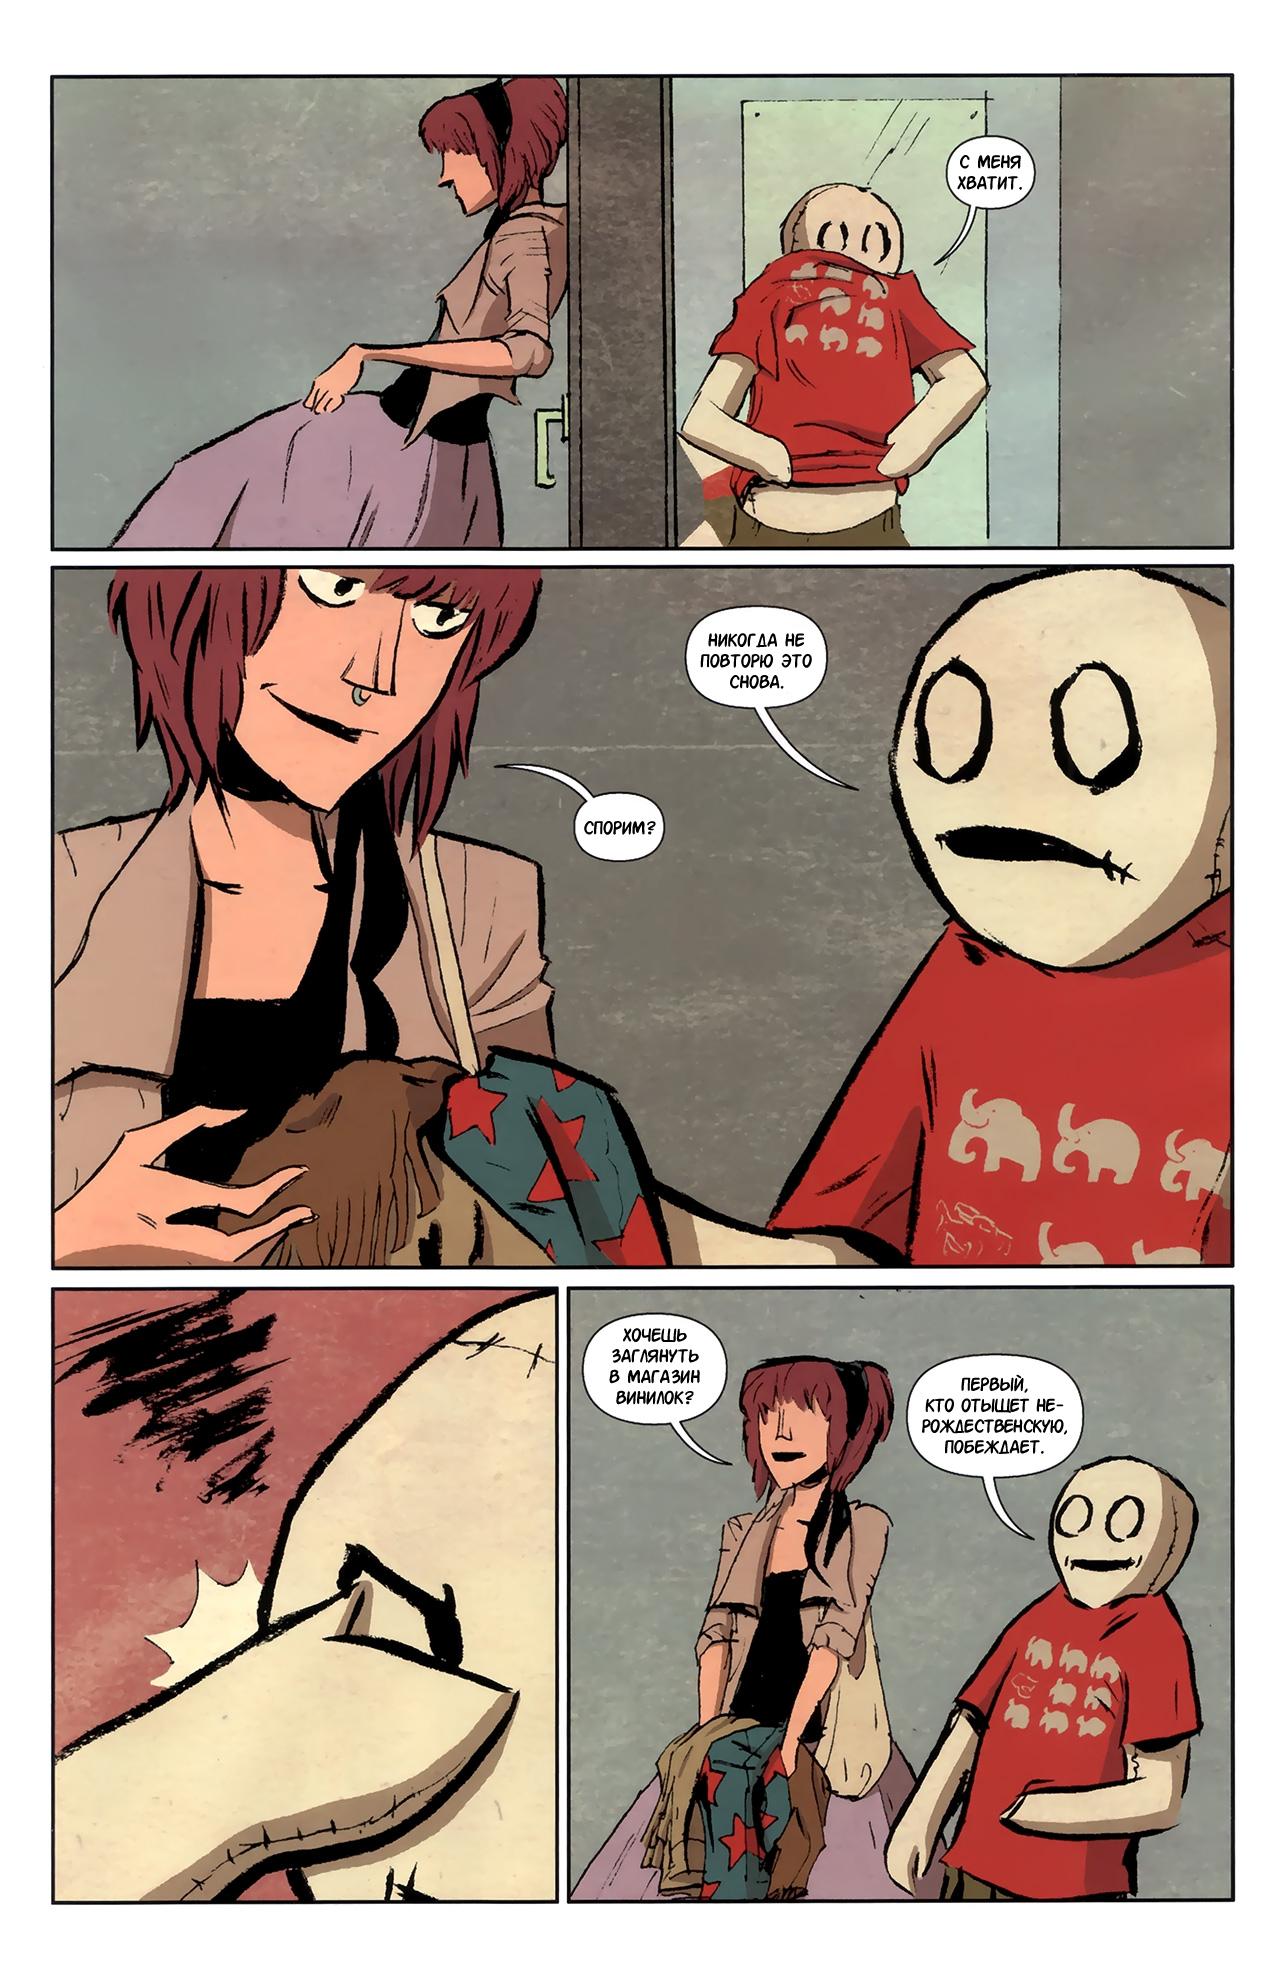 С МЕНЯ
ХВАТИТ.
НИКОГДА НЕ
ПОВТОРЮ ЭТО
СНОВА.
СПОРИМ?
ХОЧЕШЬ
ЗАГЛЯНУТЬ
В МАГАЗИН
ВИНИЛОК?
ПЕРВЫЙ,
КТО ОТЫЩЕТ НЕ-
РОЖДЕСТВЕНСКУЮ,
ПОБЕЖДАЕТ.